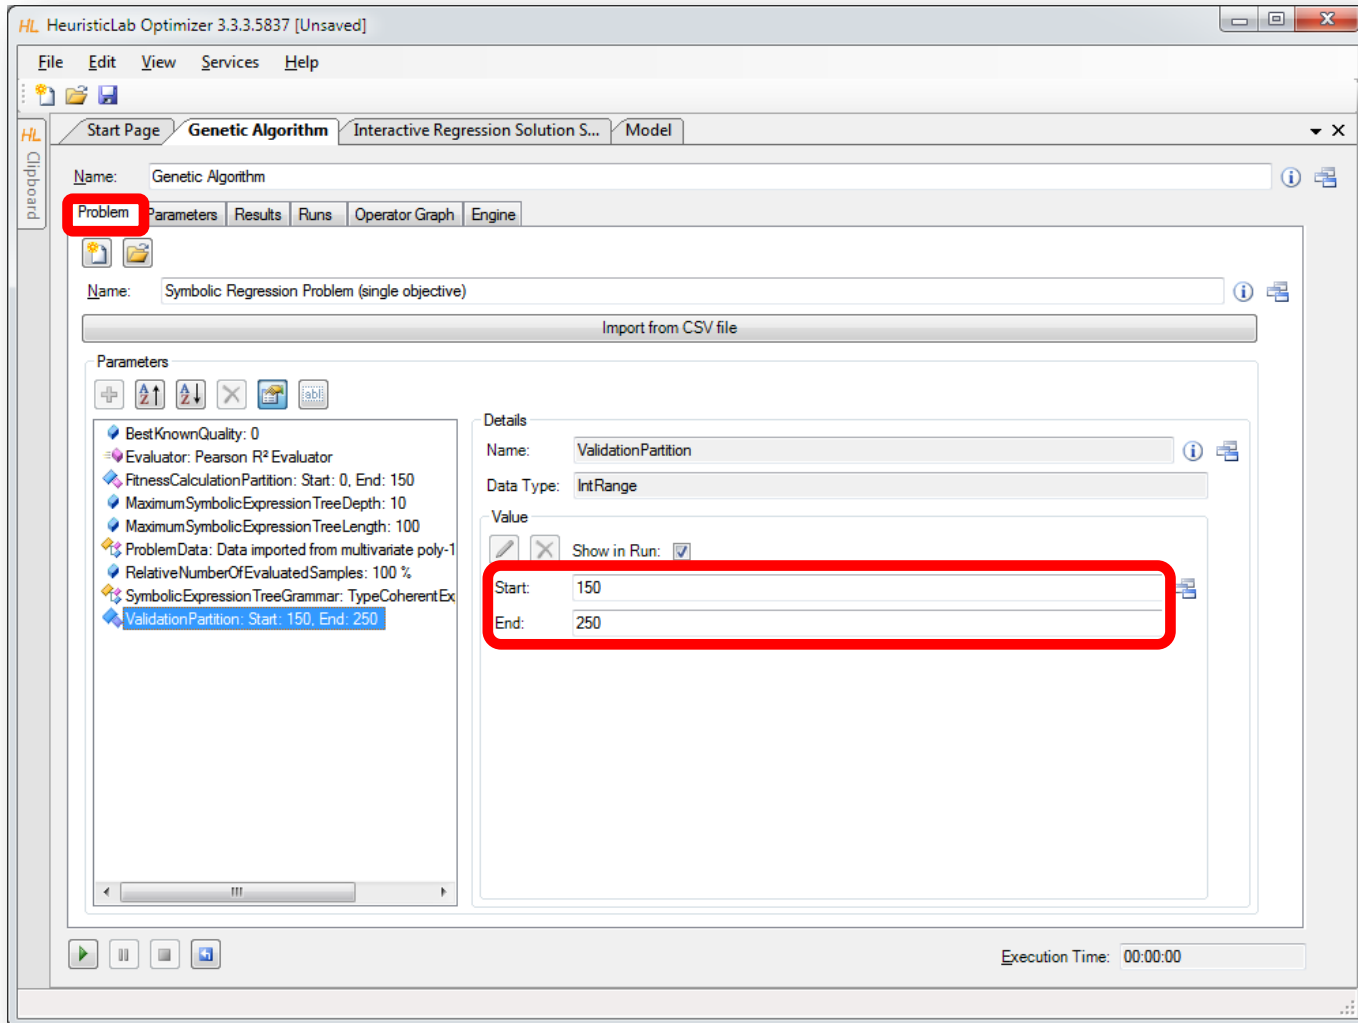 HL HeuristicLab Optimizer 3.3.3.5837 [Unsaved]
File Edit View Services Help
HL Clipboard
Start Page Genetic Algorithm Interactive Regression Solution S... Model
Name: Genetic Algorithm
Problem Parameters Results Runs Operator Graph Engine
Name: Symbolic Regression Problem (single objective)
Import from CSV file
Parameters
Details
BestKnownQuality: 0
Evaluator: Pearson R² Evaluator
FitnessCalculationPartition: Start: 0, End: 150
MaximumSymbolicExpressionTreeDepth: 10
MaximumSymbolicExpressionTreeLength: 100
ProblemData: Data imported from multivariate poly-1
RelativeNumberOfEvaluatedSamples: 100 %
SymbolicExpressionTreeGrammar: TypeCoherentEx
ValidationPartition: Start: 150, End: 250
Name: ValidationPartition
Data Type: IntRange
Value
Show in Run:
Start: 150
End: 250
Execution Time: 00:00:00